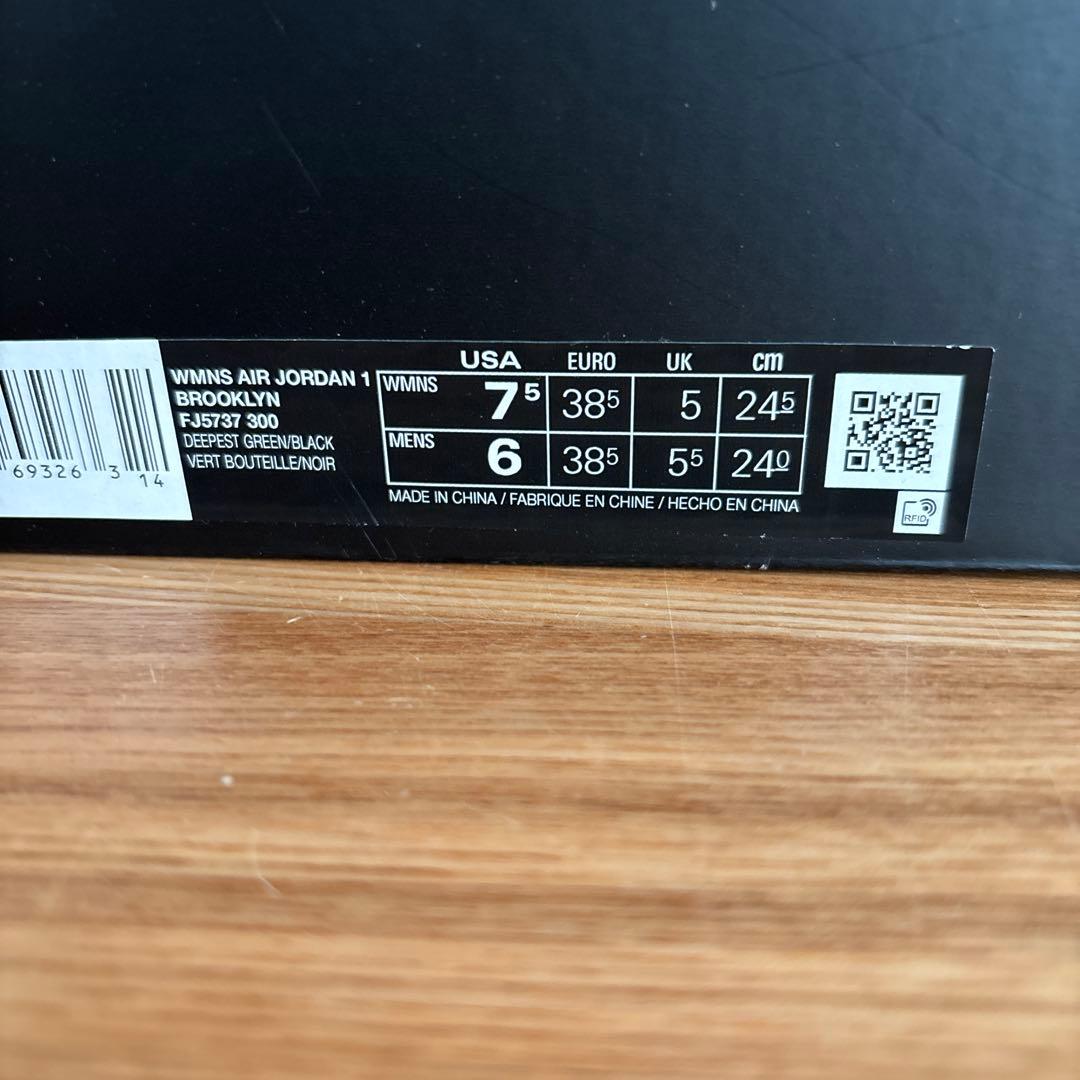 69326 3 14
WMNS AIR JORDAN 1
BROOKLYN
FJ5737 300
DEEPEST GREEN/BLACK
VERT BOUTEILLE/NOIR
USA EURO UK cm
WMNS 7⁵ 38⁵ 5 24⁵
MENS 6 38⁵ 5⁵ 24⁰
MADE IN CHINA / FABRIQUE EN CHINE / HECHO EN CHINA
RFID